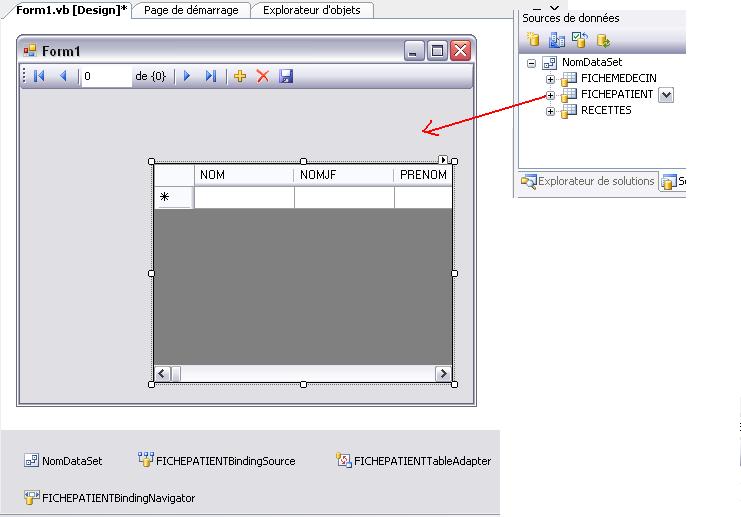 Form1.vb [Design]* Page de démarrage Explorateur d'objets
Sources de données
Form1
0 de {0}
NomDataSet
FICHEMEDECIN
FICHEPATIENT
RECETTES
NOM NOMJF PRENOM
Explorateur de solutions
NomDataSet FICHEPATIENTBindingSource FICHEPATIENTTableAdapter
FICHEPATIENTBindingNavigator